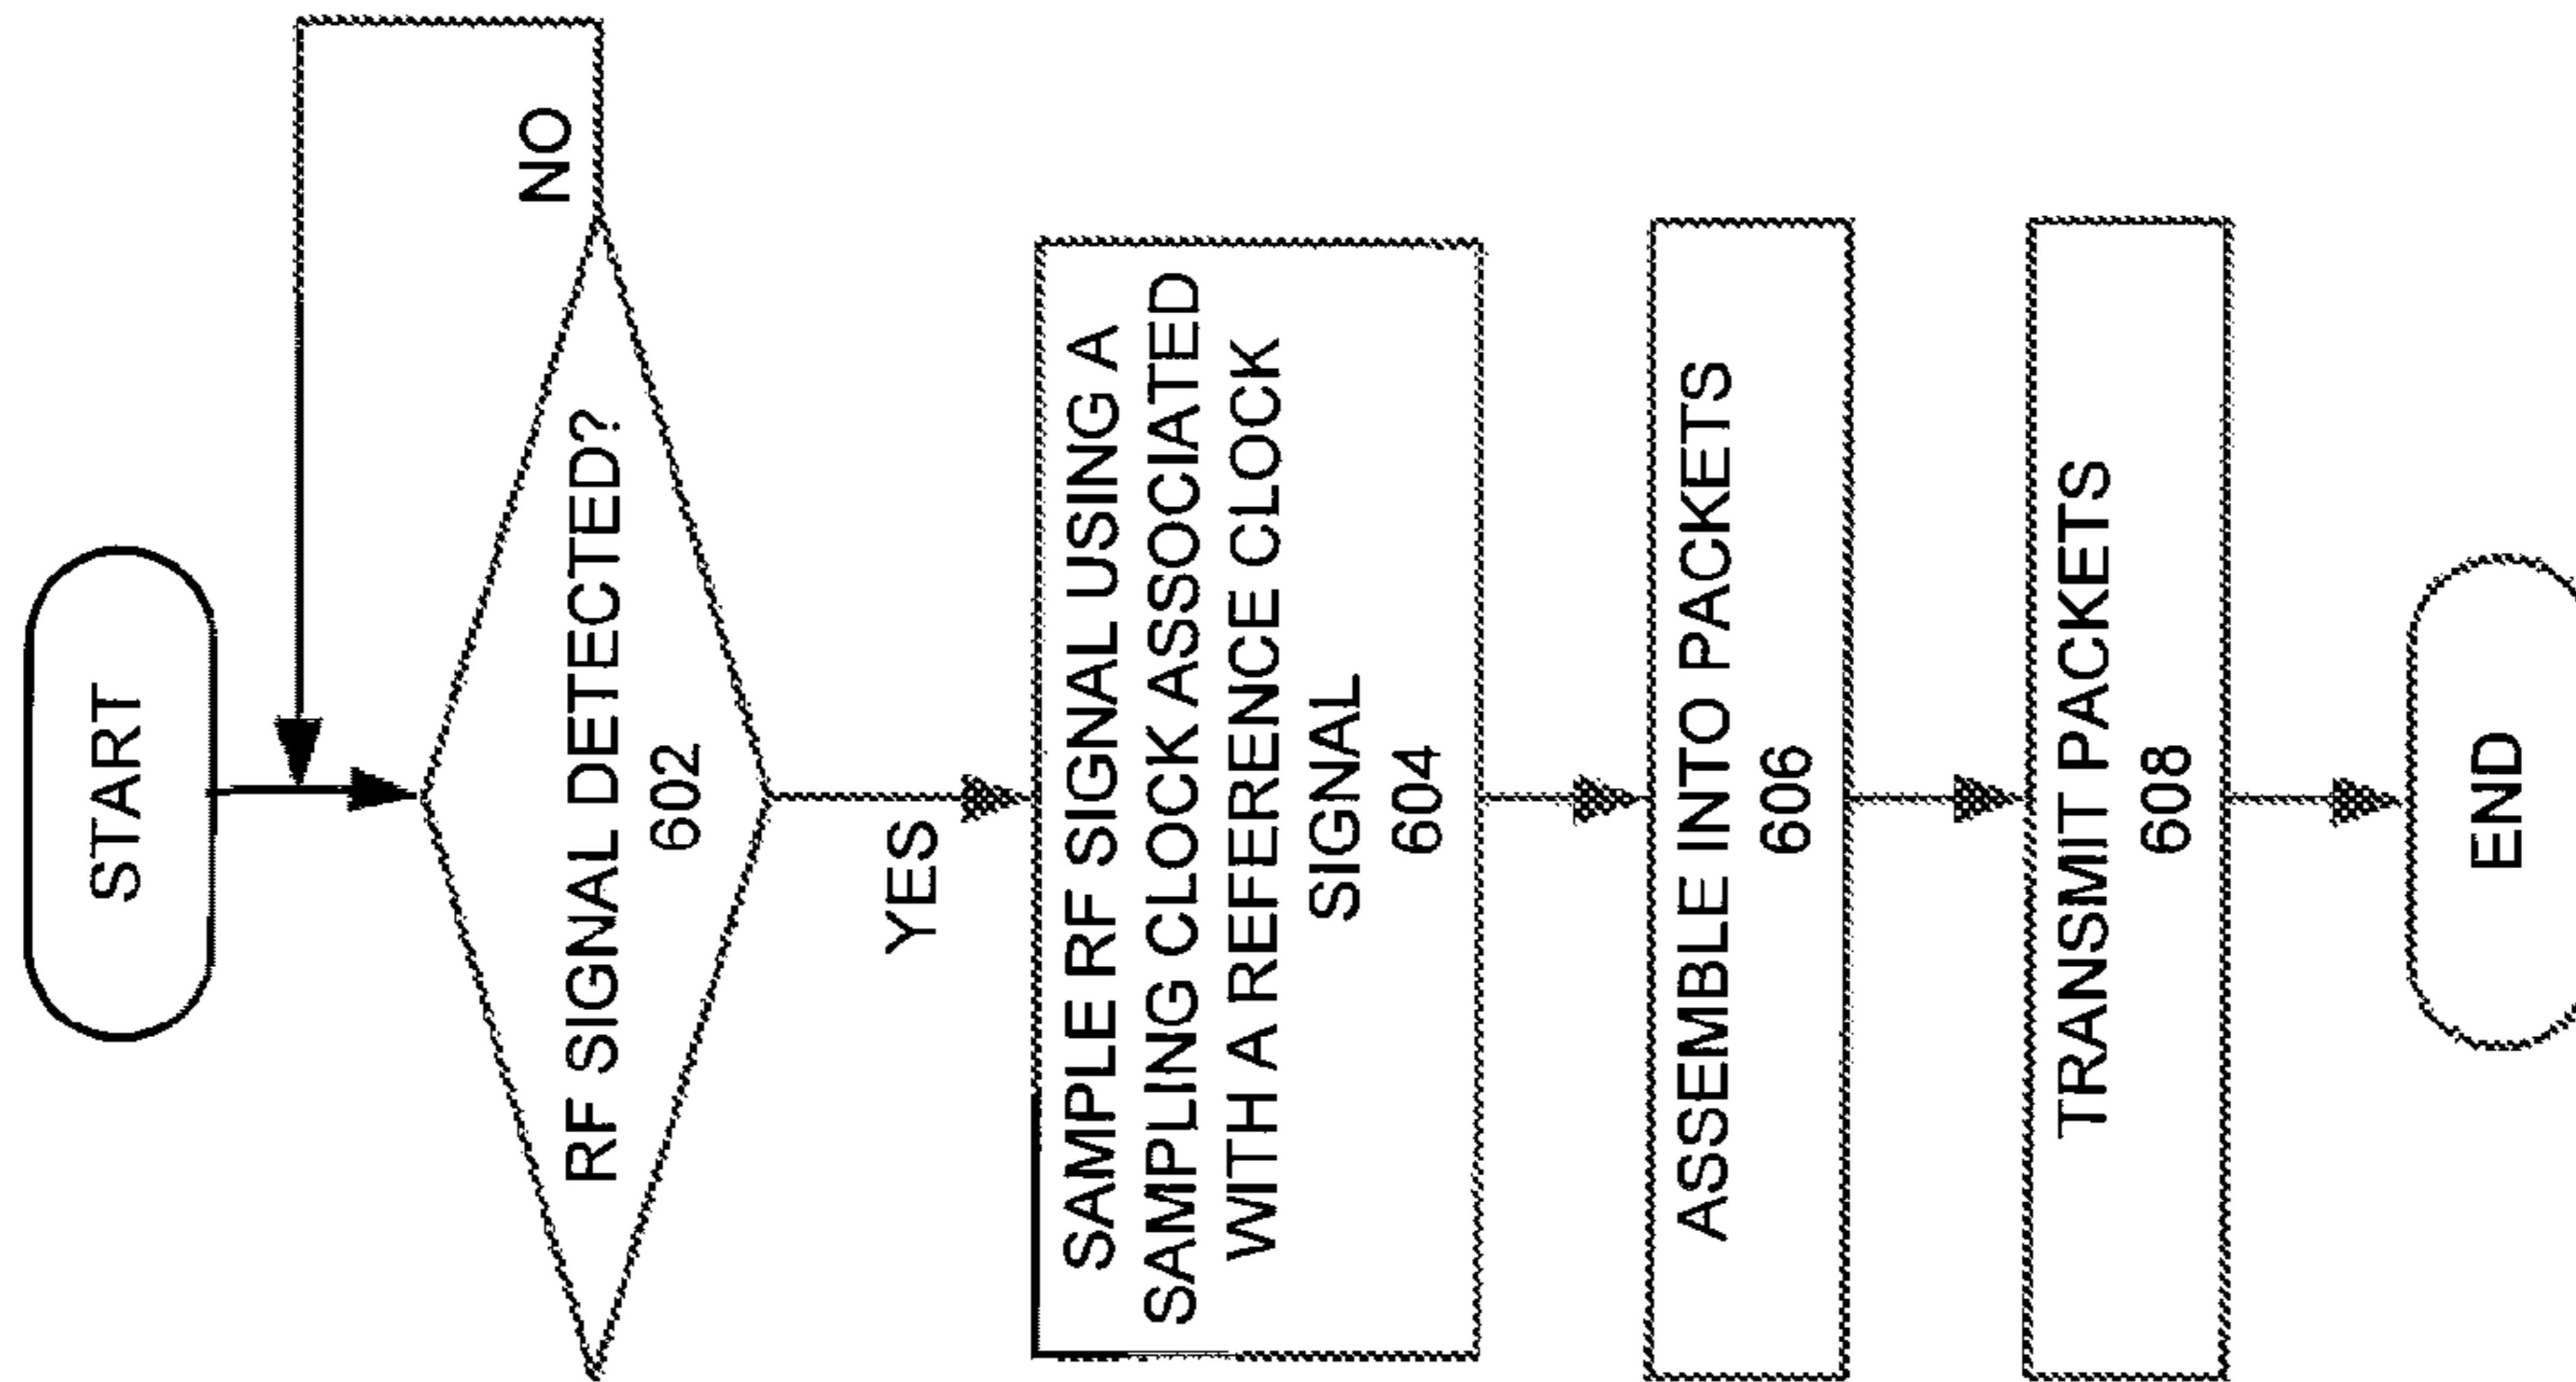 START
NO
RF SIGNAL DETECTED?
602
YES
SAMPLE RF SIGNAL USING A
SAMPLING CLOCK ASSOCIATED
WITH A REFERENCE CLOCK
SIGNAL
604
ASSEMBLE INTO PACKETS
606
TRANSMIT PACKETS
608
END